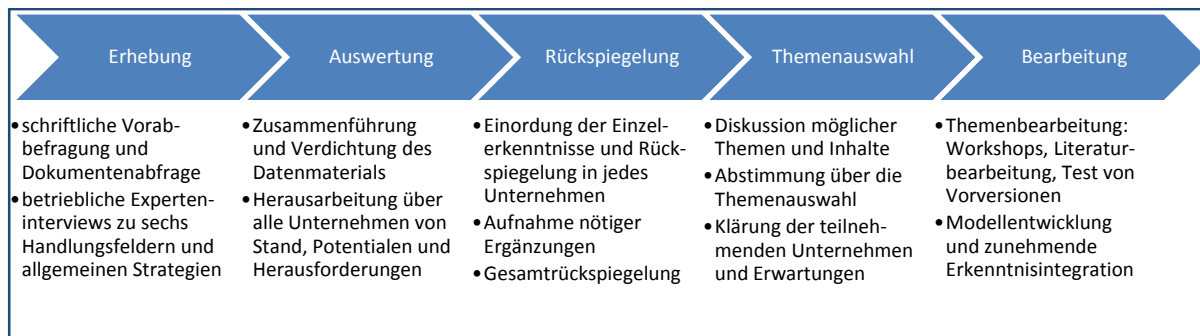 Erhebung
Auswertung
Rückspiegelung
Themenauswahl
Bearbeitung
•schriftliche Vorab-
befragung und
Dokumentenabfrage
•betriebliche Experten-
interviews zu sechs
Handlungsfeldern und
allgemeinen Strategien
•Zusammenführung
und Verdichtung des
Datenmaterials
•Herausarbeitung über
alle Unternehmen von
Stand, Potentialen und
Herausforderungen
•Einordung der Einzel-
erkenntnisse und Rück-
spiegelung in jedes
Unternehmen
•Aufnahme nötiger
Ergänzungen
•Gesamtrückspiegelung
•Diskussion möglicher
Themen und Inhalte
•Abstimmung über die
Themenauswahl
•Klärung der teilneh-
menden Unternehmen
und Erwartungen
•Themenbearbeitung:
Workshops, Literatur-
bearbeitung, Test von
Vorversionen
•Modellentwicklung
und zunehmende
Erkenntnisintegration